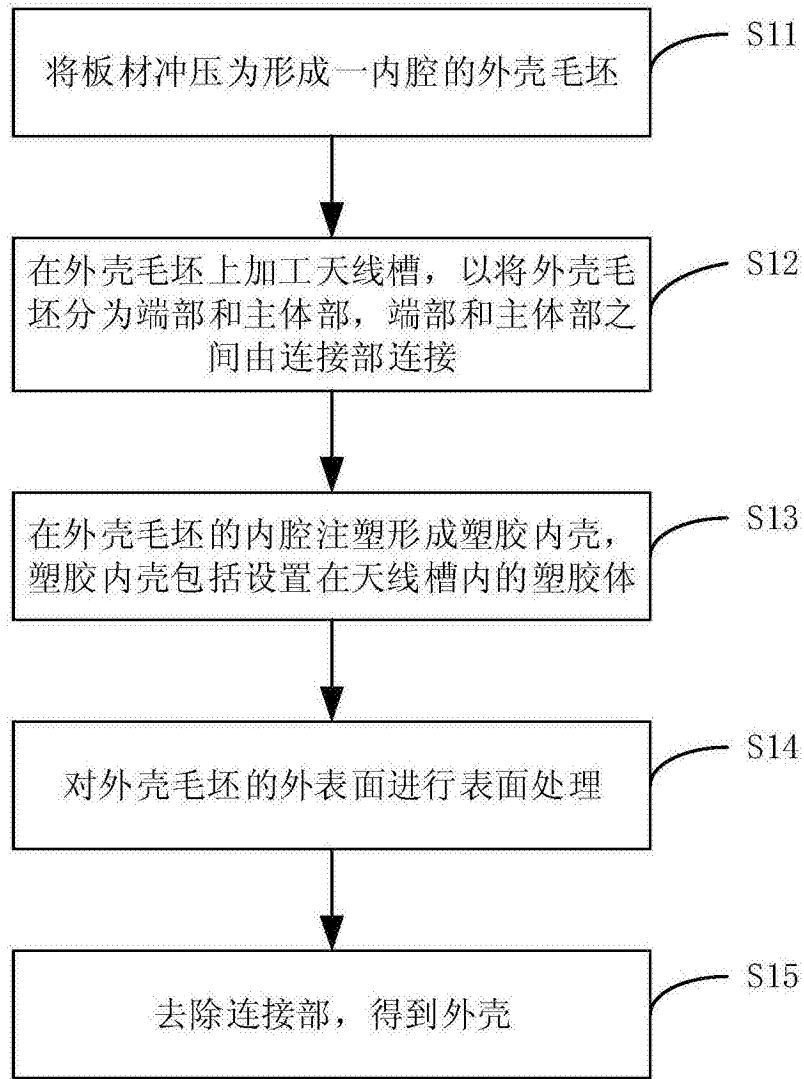 将板材冲压为形成一内腔的外壳毛坯
S11
在外壳毛坯上加工天线槽，以将外壳毛
坯分为端部和主体部，端部和主体部之
间由连接部连接
S12
在外壳毛坯的内腔注塑形成塑胶内壳，
塑胶内壳包括设置在天线槽内的塑胶体
S13
对外壳毛坯的外表面进行表面处理
S14
去除连接部，得到外壳
S15